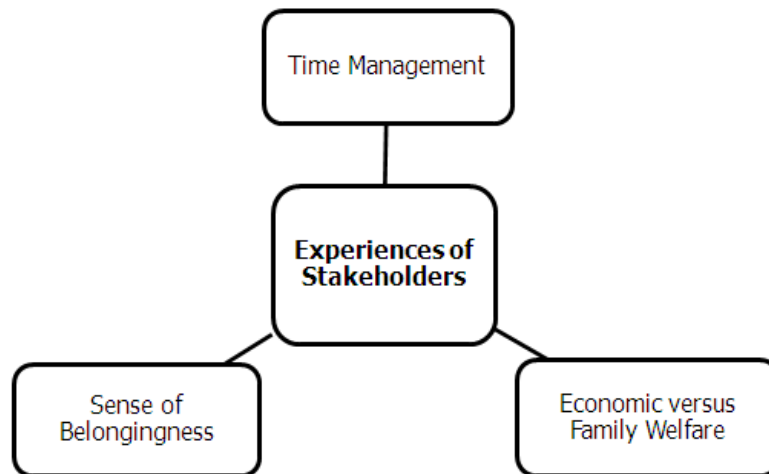 Time Management
Experiences of
Stakeholders
Sense of
Belongingness
Economic versus
Family Welfare